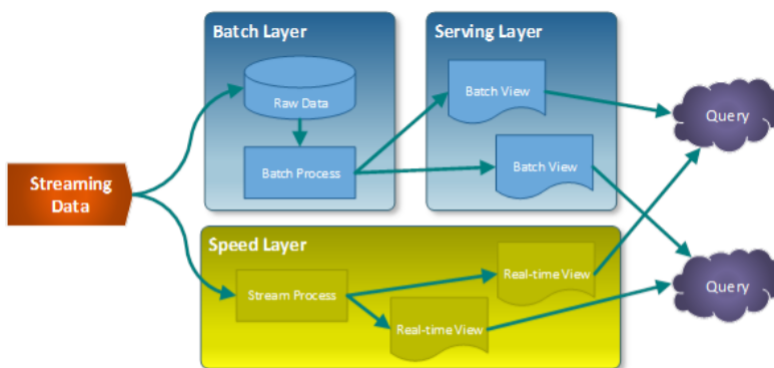 Batch Layer
Serving Layer
Raw Data
Batch View
Query
Batch Process
Batch View
Streaming
Data
Speed Layer
Real-time View
Query
Stream Process
Real-time View